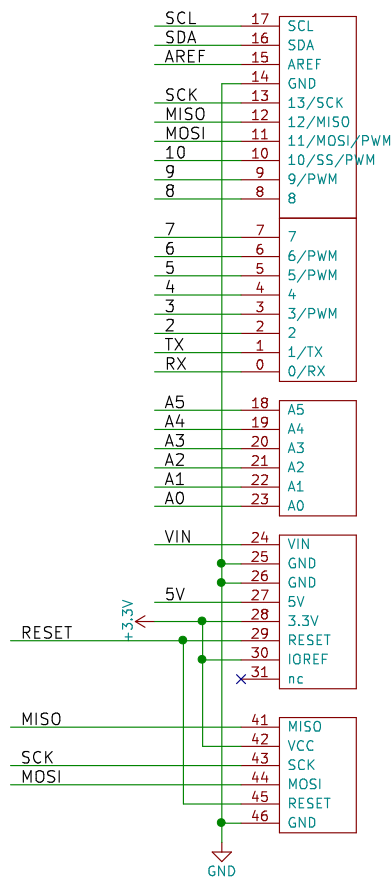 SCL 17 SCL
SDA 16 SDA
AREF 15 AREF
14 GND
SCK 13 13/SCK
MISO 12 12/MISO
MOSI 11 11/MOSI/PWM
10 10 10/SS/PWM
9 9 9/PWM
8 8 8
7 7 7
6 6 6/PWM
5 5 5/PWM
4 4 4
3 3 3/PWM
2 2 2
TX 1 1/TX
RX 0 0/RX
A5 18 A5
A4 19 A4
A3 20 A3
A2 21 A2
A1 22 A1
A0 23 A0
VIN 24 VIN
25 GND
26 GND
5V 27 5V
+3.3V 28 3.3V
RESET 29 RESET
30 IOREF
31 nc
MISO 41 MISO
42 VCC
SCK 43 SCK
MOSI 44 MOSI
45 RESET
46 GND
GND